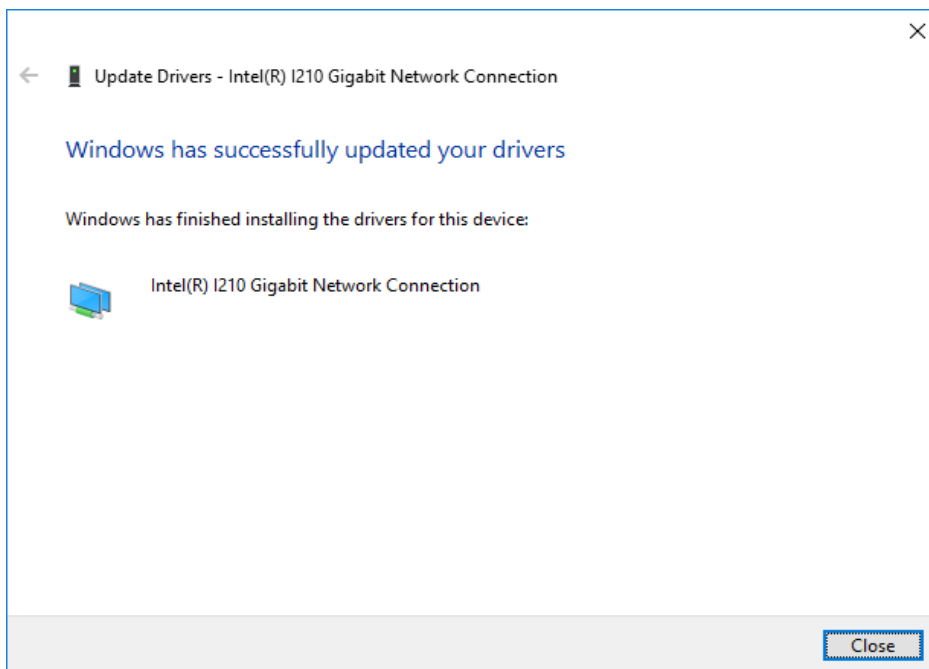 Update Drivers - Intel(R) I210 Gigabit Network Connection
Windows has successfully updated your drivers
Windows has finished installing the drivers for this device:
Intel(R) I210 Gigabit Network Connection
Close